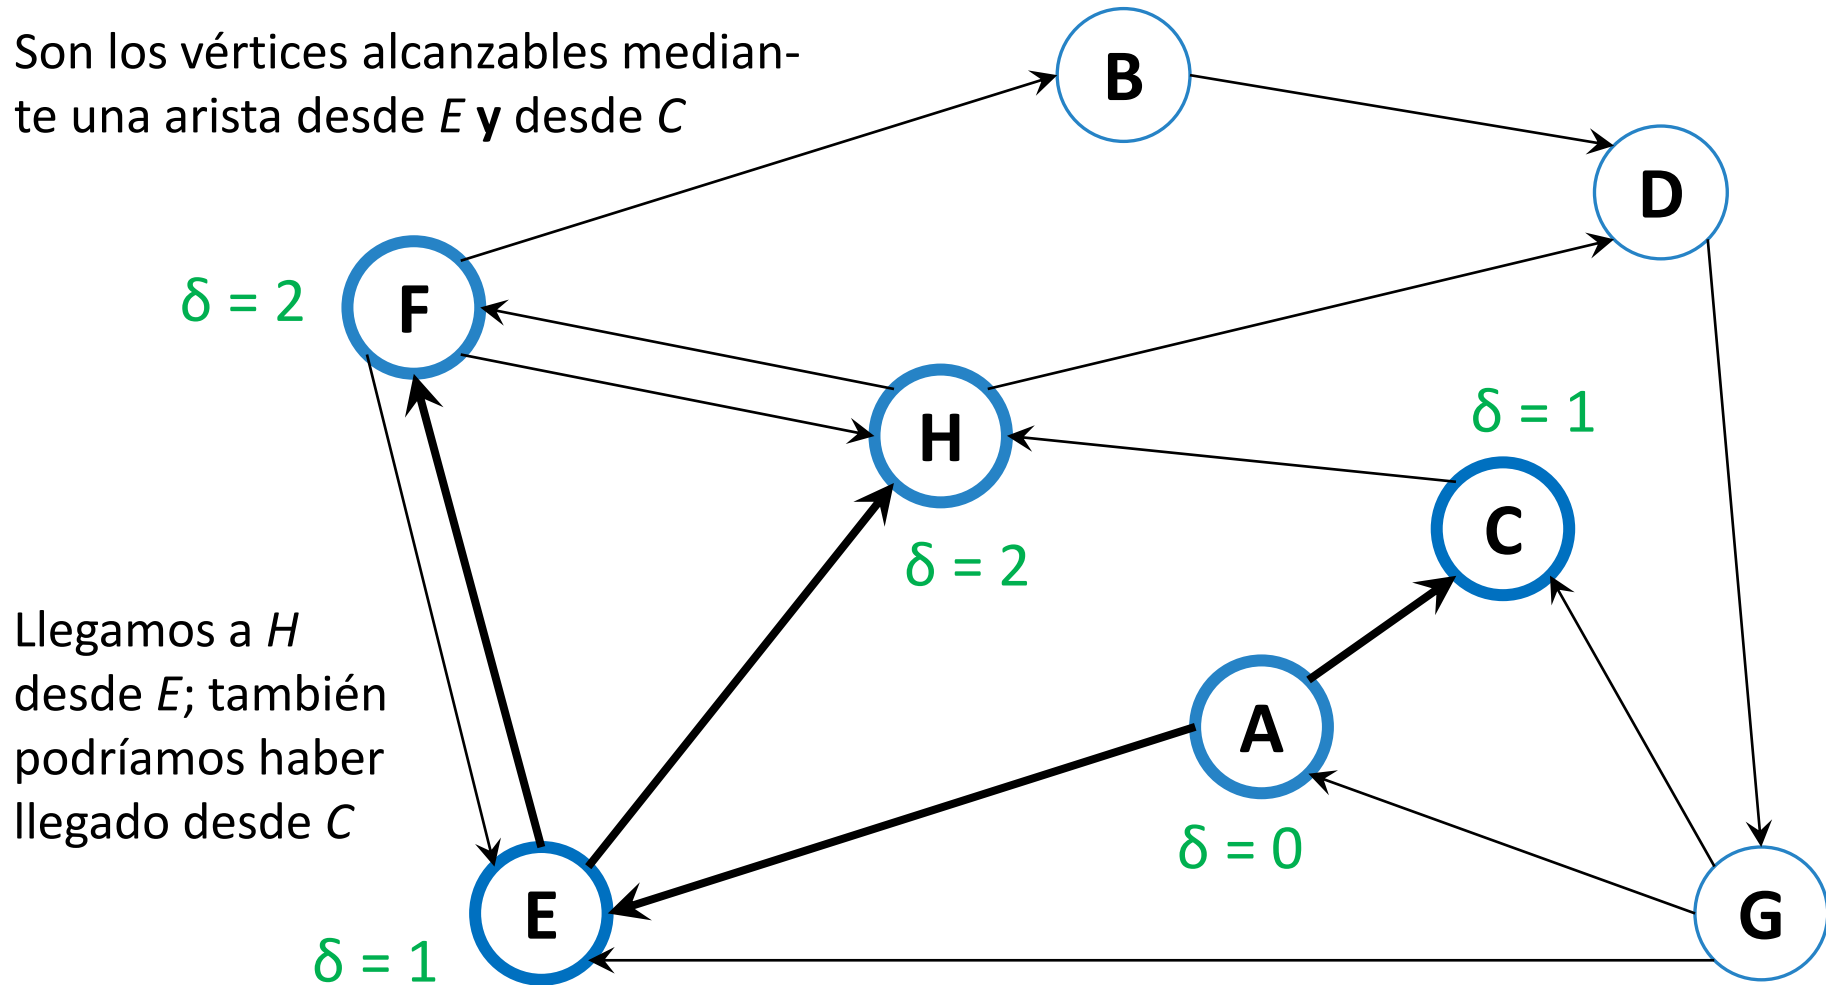 Son los vértices alcanzables median-
te una arista desde E y desde C
B
D
F
δ = 2
H
δ = 2
δ = 1
C
Llegamos a H
desde E; también
podríamos haber
llegado desde C
A
δ = 0
E
δ = 1
G